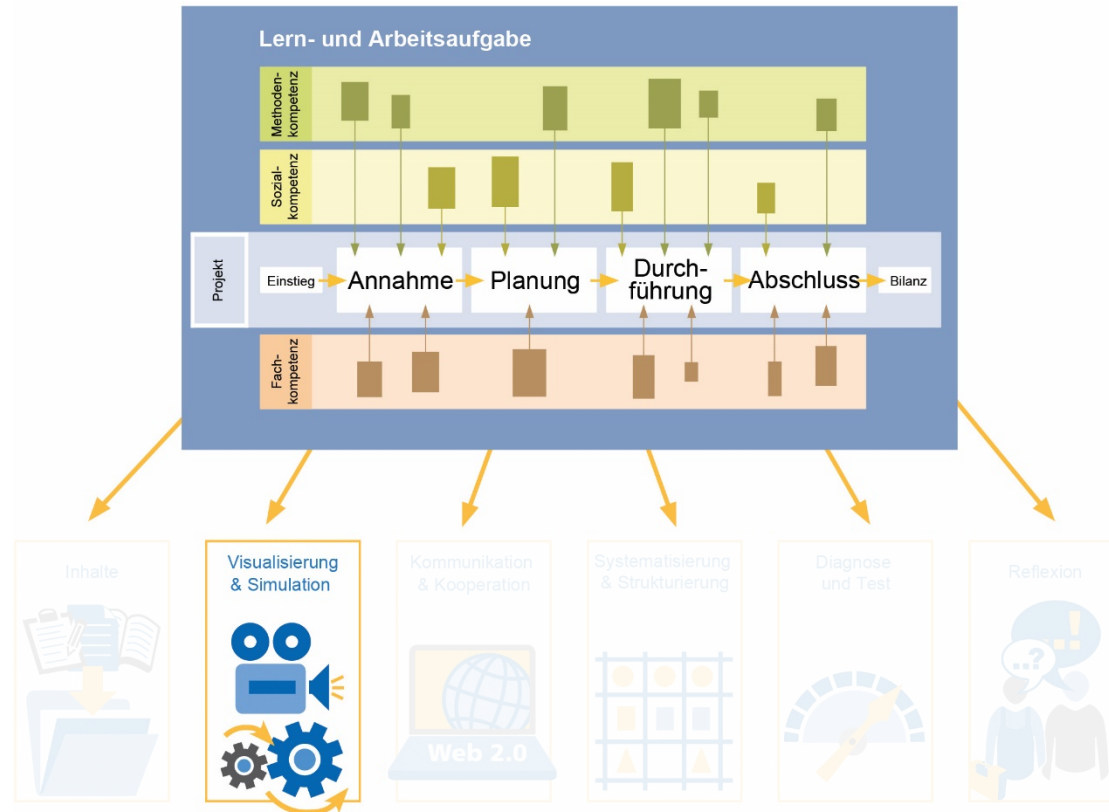 Lern- und Arbeitsaufgabe
Methoden-
kompetenz
Sozial-
kompetenz
Projekt
Einstieg
Annahme
Planung
Durch-
führung
Abschluss
Bilanz
Fach-
kompetenz
Inhalte
Visualisierung
& Simulation
Kommunikation
& Kooperation
Systematisierung
& Strukturierung
Diagnose
und Test
Reflexion
Web 2.0
..?
..!